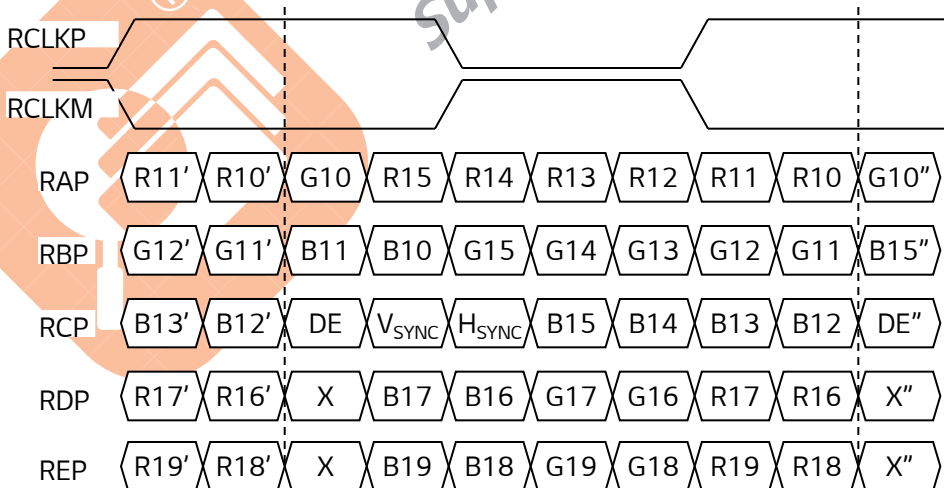 Sup
RCLKP
RCLKM
RAP R11’ R10’ G10 R15 R14 R13 R12 R11 R10 G10”
RBP G12’ G11’ B11 B10 G15 G14 G13 G12 G11 B15”
RCP B13’ B12’ DE VSYNC HSYNC B15 B14 B13 B12 DE”
RDP R17’ R16’ X B17 B16 G17 G16 R17 R16 X”
REP R19’ R18’ X B19 B18 G19 G18 R19 R18 X”